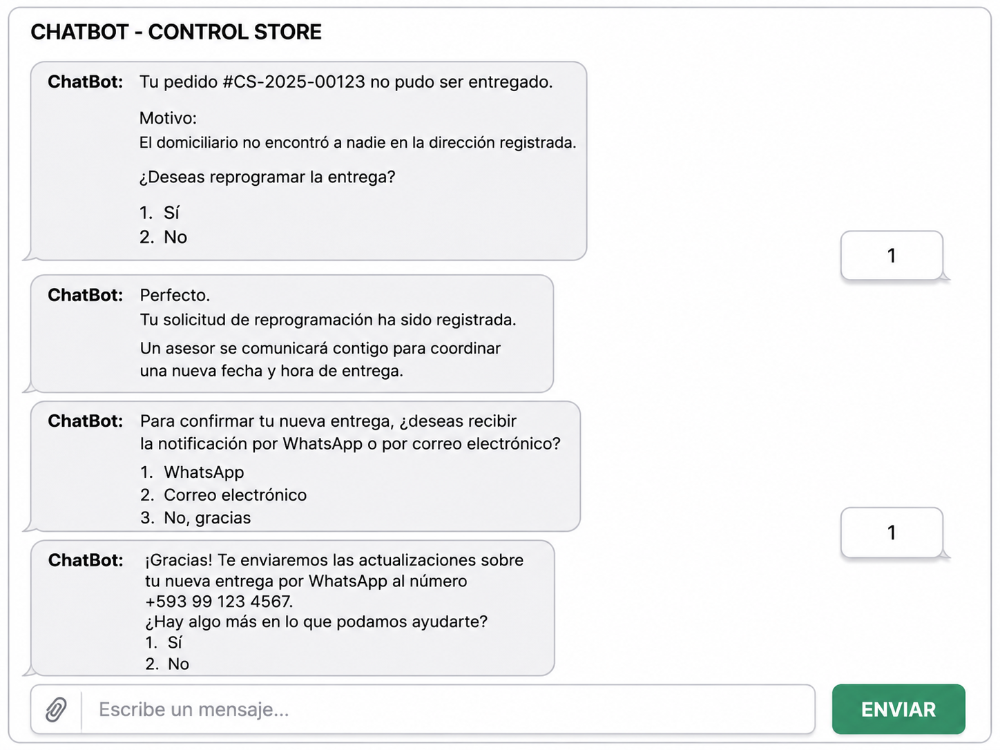 CHATBOT - CONTROL STORE
ChatBot: Tu pedido #CS-2025-00123 no pudo ser entregado.
Motivo:
El domiciliario no encontró a nadie en la dirección registrada.
¿Deseas reprogramar la entrega?
1. Sí
2. No
1
ChatBot: Perfecto.
Tu solicitud de reprogramación ha sido registrada.
Un asesor se comunicará contigo para coordinar
una nueva fecha y hora de entrega.
ChatBot: Para confirmar tu nueva entrega, ¿deseas recibir
la notificación por WhatsApp o por correo electrónico?
1. WhatsApp
2. Correo electrónico
3. No, gracias
1
ChatBot: ¡Gracias! Te enviaremos las actualizaciones sobre
tu nueva entrega por WhatsApp al número
+593 99 123 4567.
¿Hay algo más en lo que podamos ayudarte?
1. Sí
2. No
Escribe un mensaje...
ENVIAR